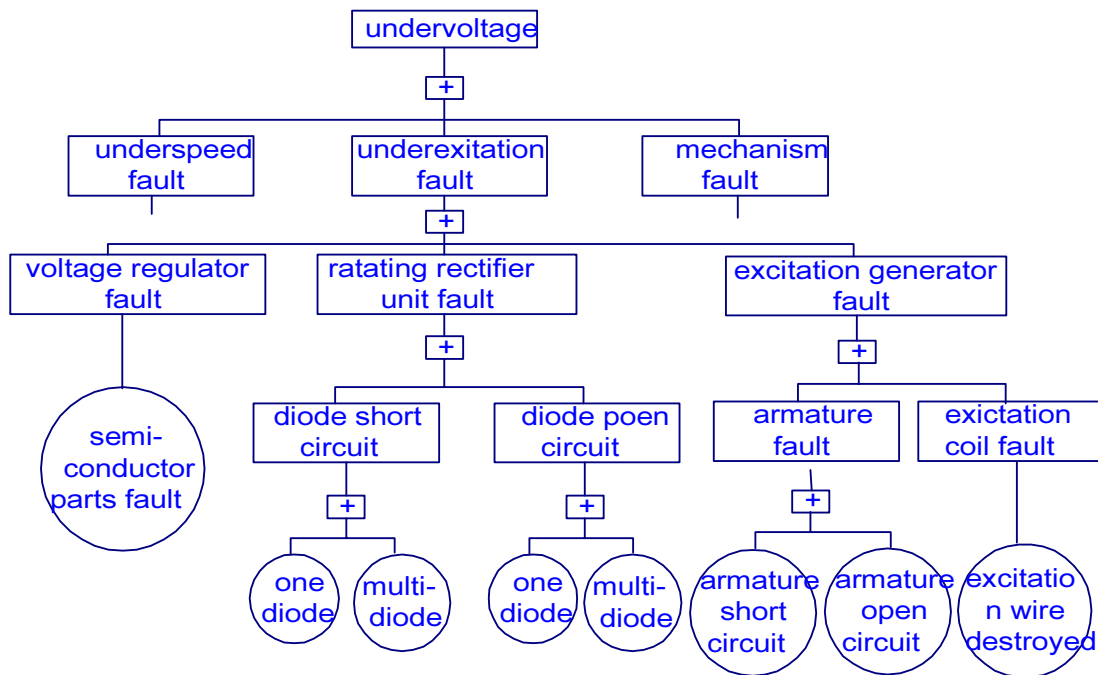 undervoltage
+
underspeed
fault
underexitation
fault
mechanism
fault
+
voltage regulator
fault
ratating rectifier
unit fault
excitation generator
fault
+
+
diode short
circuit
diode poen
circuit
armature
fault
exictation
coil fault
semi-
conductor
parts fault
+
+
+
one
diode
multi-
diode
one
diode
multi-
diode
armature
short
circuit
armature
open
circuit
excitatio
n wire
destroyed